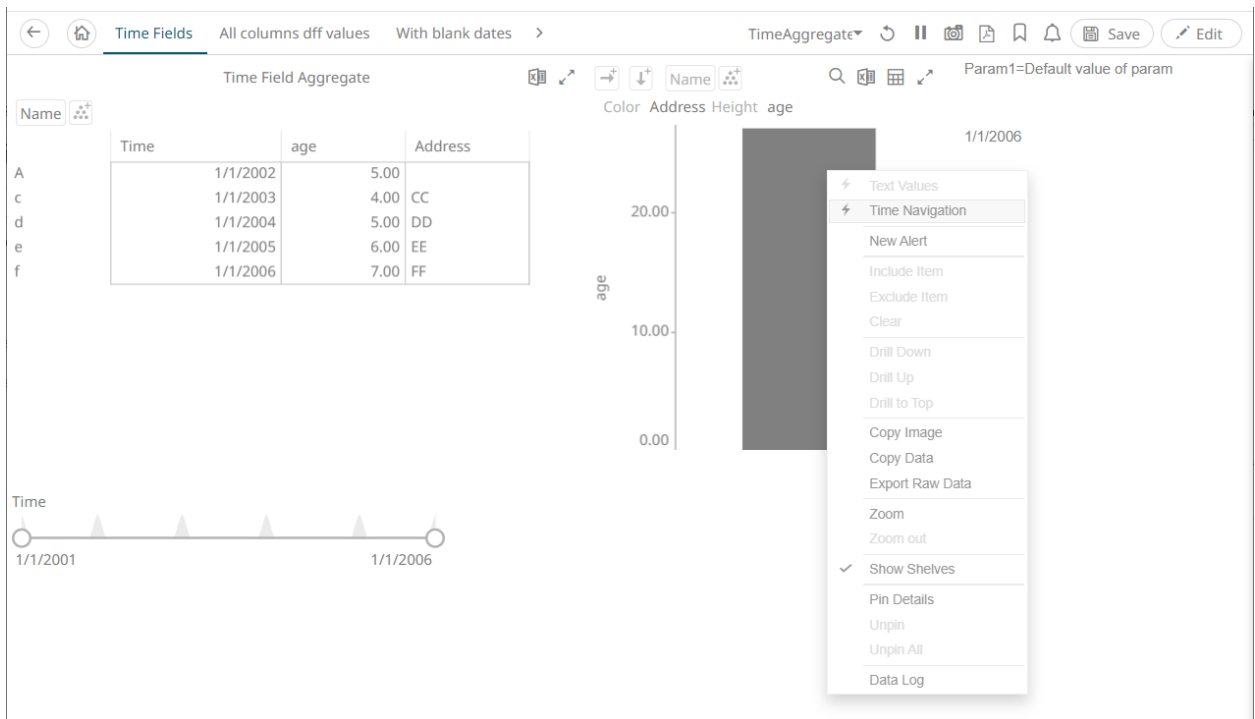 Time Fields All columns dff values With blank dates > TimeAggregate Save Edit
Time Field Aggregate
Name
Time age Address
A 1/1/2002 5.00
c 1/1/2003 4.00 CC
d 1/1/2004 5.00 DD
e 1/1/2005 6.00 EE
f 1/1/2006 7.00 FF
Time
1/1/2001 1/1/2006
Name
Color Address Height age
age
20.00
10.00
0.00
Param1=Default value of param
1/1/2006
Text Values
Time Navigation
New Alert
Include Item
Exclude Item
Clear
Drill Down
Drill Up
Drill to Top
Copy Image
Copy Data
Export Raw Data
Zoom
Zoom out
Show Shelves
Pin Details
Unpin
Unpin All
Data Log